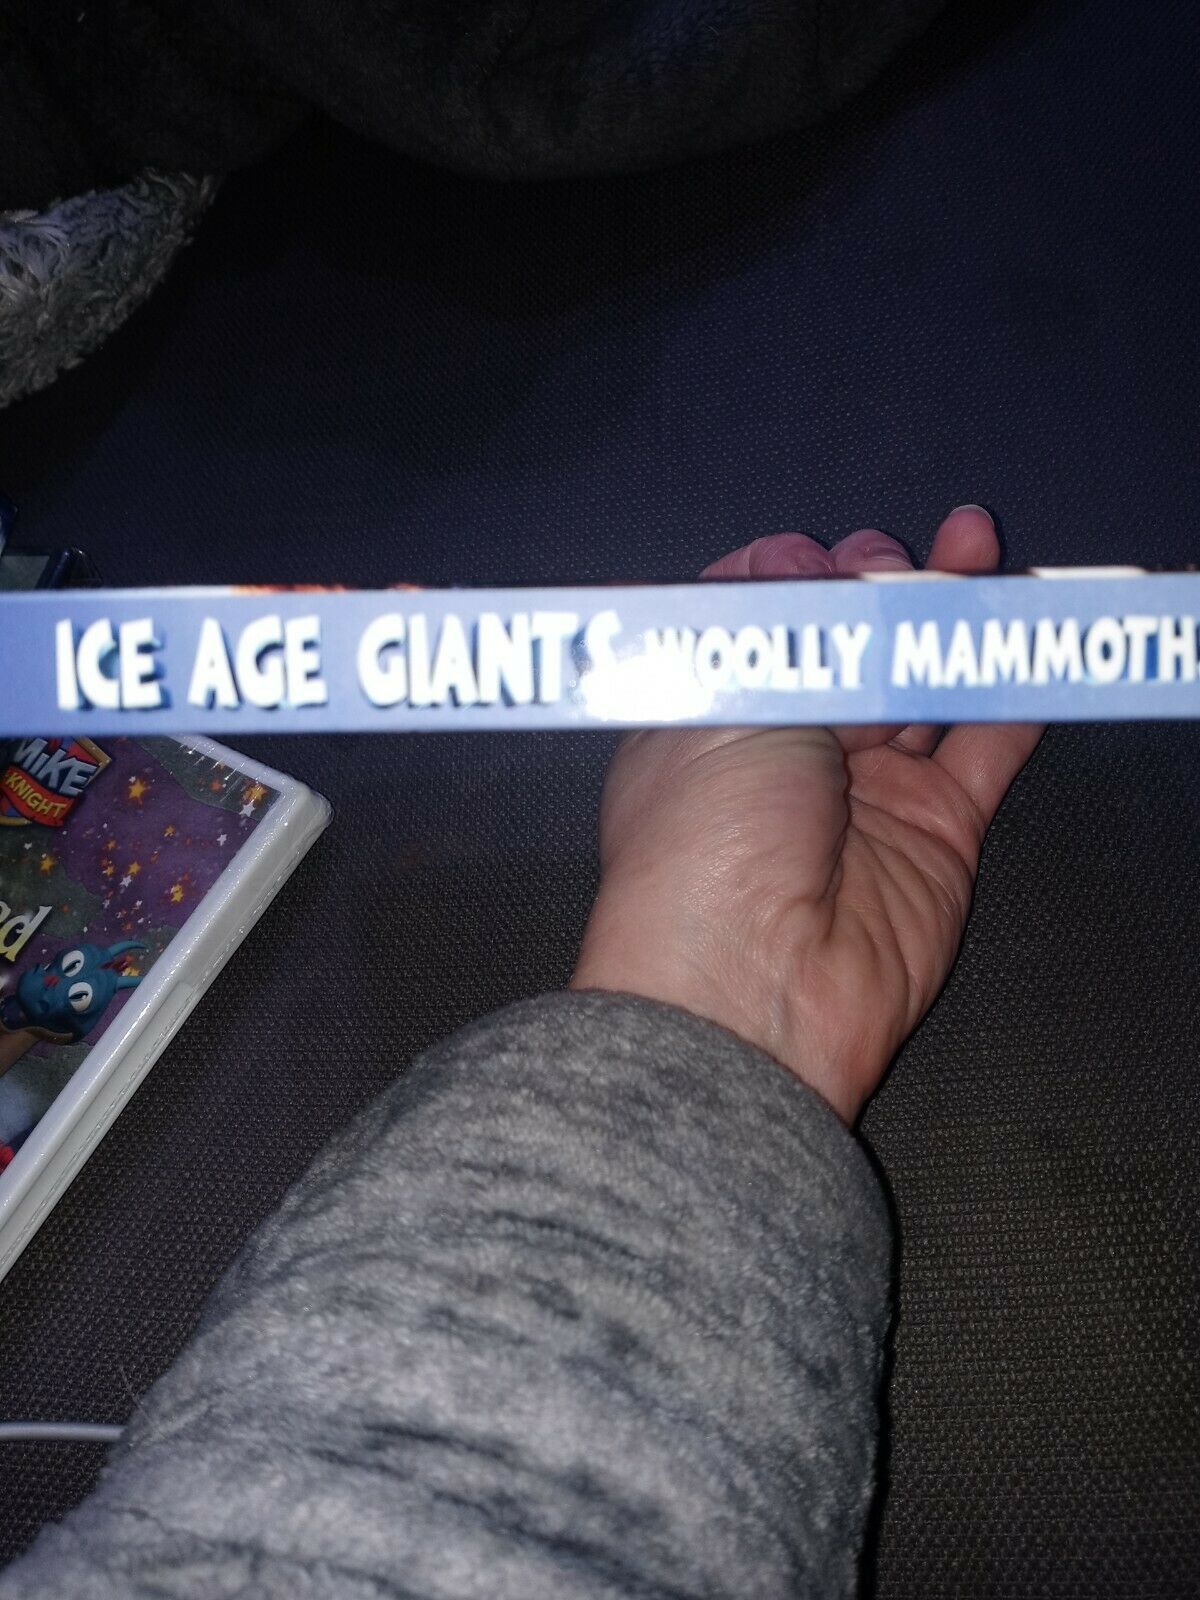 ICE AGE GIANTS WOOLLY MAMMOTH
MIKE
KNIGHT